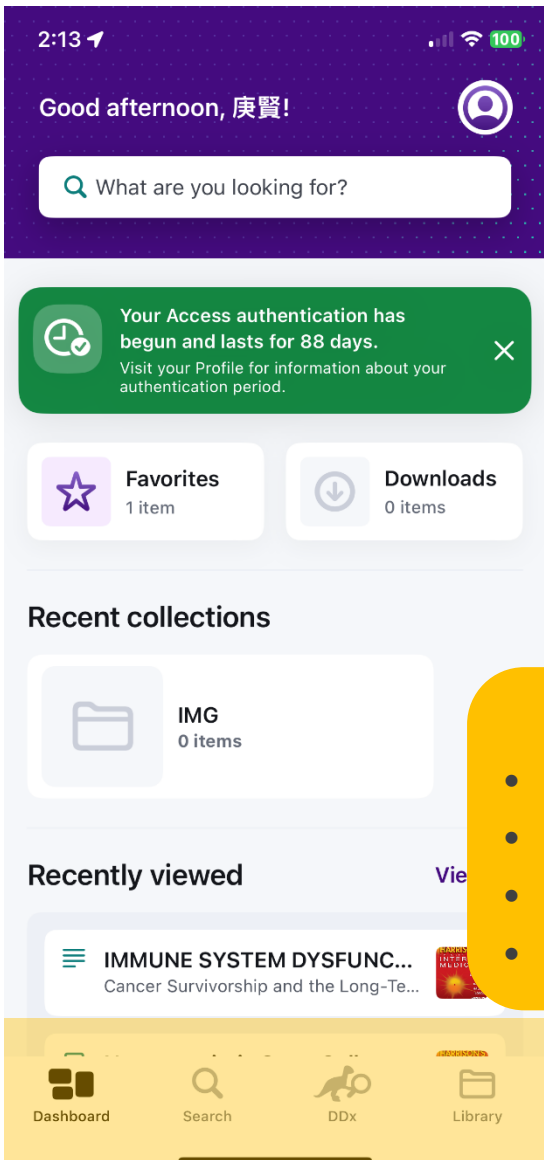 2:13
100
Good afternoon, 庚賢!
What are you looking for?
Your Access authentication has
begun and lasts for 88 days.
Visit your Profile for information about your
authentication period.
Favorites
1 item
Downloads
0 items
Recent collections
IMG
0 items
Recently viewed
Vie
IMMUNE SYSTEM DYSFUNC...
Cancer Survivorship and the Long-Te...
Dashboard
Search
DDx
Library